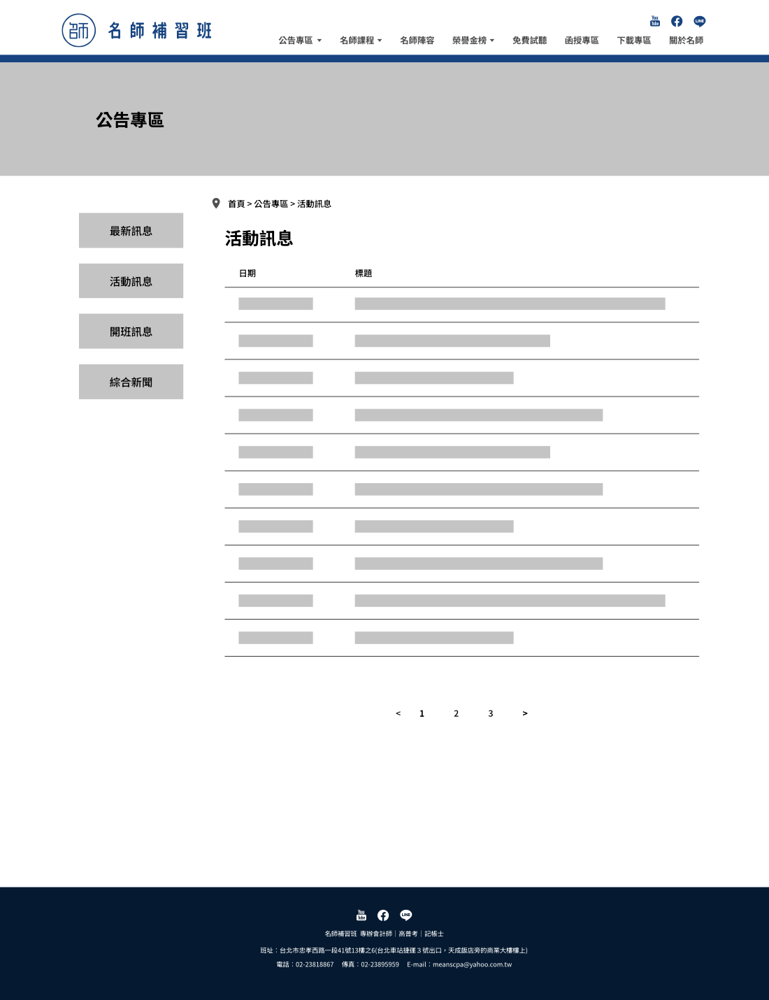 師 名師補習班
You Tube LINE
公告專區 名師課程 名師陣容 榮譽金榜 免費試聽 函授專區 下載專區 關於名師
公告專區
首頁 > 公告專區 > 活動訊息
最新訊息
活動訊息
開班訊息
綜合新聞
活動訊息
日期 標題
< 1 2 3 >
You Tube LINE
名師補習班 專辦會計師｜高普考｜記帳士
班址：台北市忠孝西路一段41號13樓之6(台北車站捷運３號出口，天成飯店旁的商業大樓樓上)
電話：02-23818867 傳真：02-23895959 E-mail：meanscpa@yahoo.com.tw